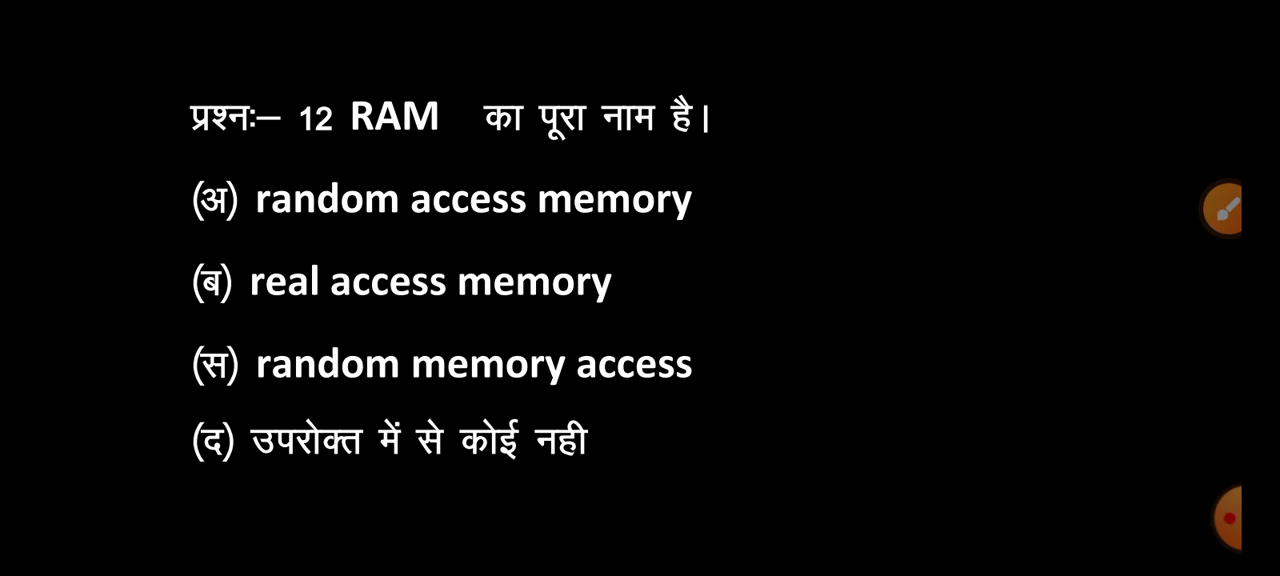 प्रश्नः– 12 RAM का पूरा नाम है।
(अ) random access memory
(ब) real access memory
(स) random memory access
(द) उपरोक्त में से कोई नही